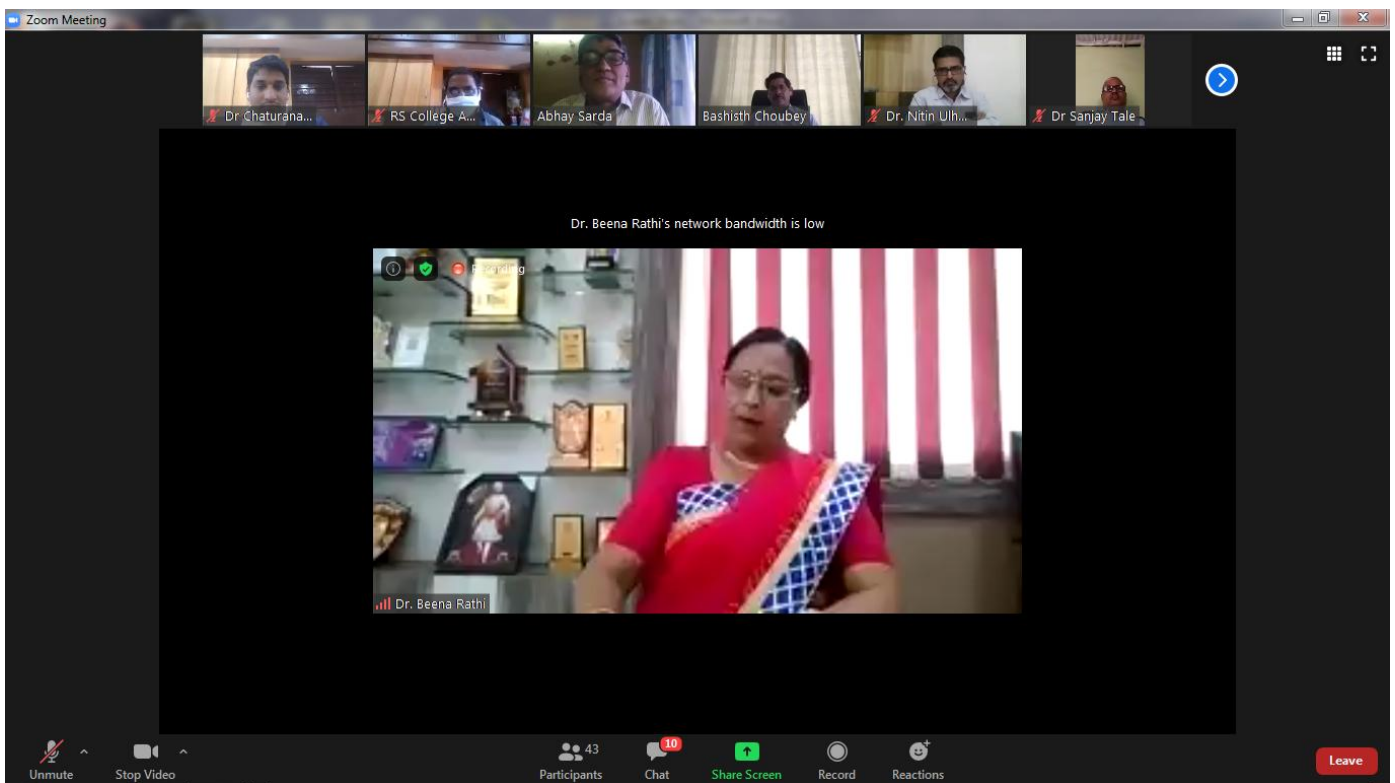 Zoom Meeting
Dr Chaturana...
RS College A...
Abhay Sarda
Bashisth Choubey
Dr. Nitin Ulh...
Dr Sanjay Tale
Dr. Beena Rathi's network bandwidth is low
Recording
Dr. Beena Rathi
Unmute
Stop Video
43
Participants
10
Chat
Share Screen
Record
Reactions
Leave